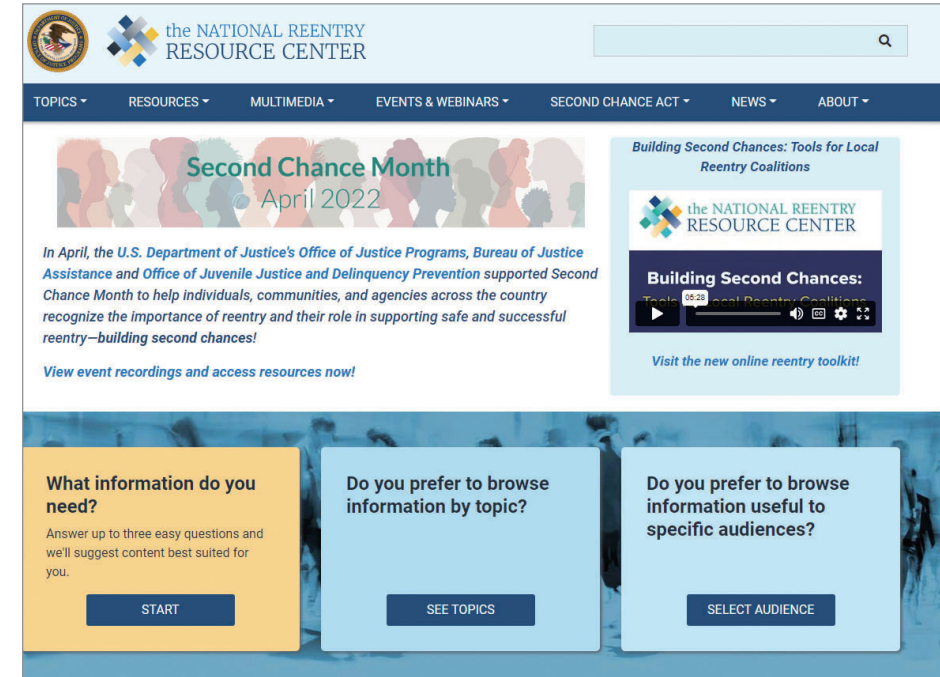 the NATIONAL REENTRY
RESOURCE CENTER
TOPICS RESOURCES MULTIMEDIA EVENTS & WEBINARS SECOND CHANCE ACT NEWS ABOUT
Second Chance Month
April 2022
In April, the U.S. Department of Justice's Office of Justice Programs, Bureau of Justice
Assistance and Office of Juvenile Justice and Delinquency Prevention supported Second
Chance Month to help individuals, communities, and agencies across the country
recognize the importance of reentry and their role in supporting safe and successful
reentry—building second chances!
View event recordings and access resources now!
Building Second Chances: Tools for Local
Reentry Coalitions
the NATIONAL REENTRY
RESOURCE CENTER
Building Second Chances:
Tools for Local Reentry Coalitions
05:28
CC
Visit the new online reentry toolkit!
What information do you
need?
Answer up to three easy questions and
we'll suggest content best suited for
you.
START
Do you prefer to browse
information by topic?
SEE TOPICS
Do you prefer to browse
information useful to
specific audiences?
SELECT AUDIENCE